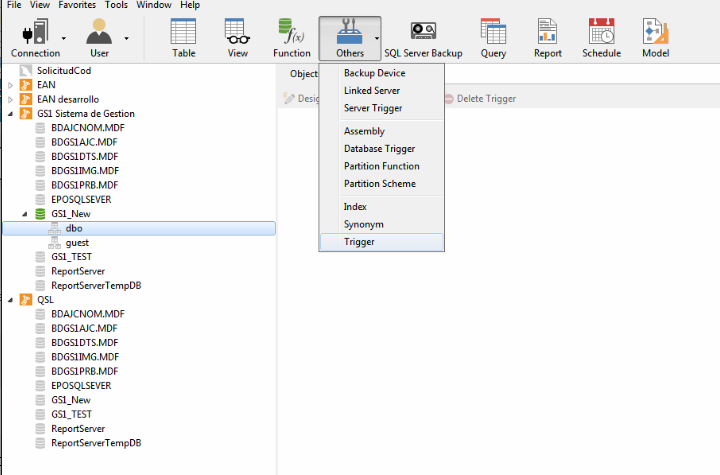 File View Favorites Tools Window Help
Connection User Table View Function Others SQL Server Backup Query Report Schedule Model
SolicitudCod
EAN
EAN desarrollo
GS1 Sistema de Gestion
BDAJCNOM.MDF
BDGS1AJC.MDF
BDGS1DTS.MDF
BDGS1IMG.MDF
BDGS1PRB.MDF
EPOSQLSEVER
GS1_New
dbo
guest
GS1_TEST
ReportServer
ReportServerTempDB
QSL
BDAJCNOM.MDF
BDGS1AJC.MDF
BDGS1DTS.MDF
BDGS1IMG.MDF
BDGS1PRB.MDF
EPOSQLSEVER
GS1_New
GS1_TEST
ReportServer
ReportServerTempDB
Object
Desig
Delete Trigger
Backup Device
Linked Server
Server Trigger
Assembly
Database Trigger
Partition Function
Partition Scheme
Index
Synonym
Trigger